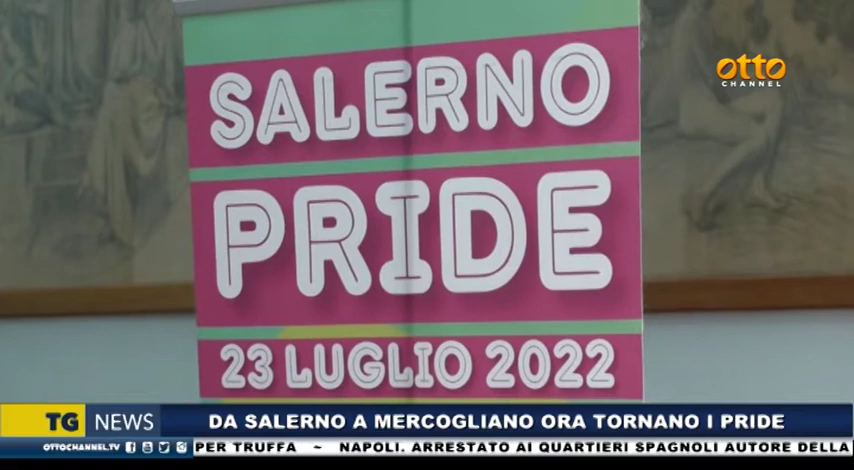 SALERNO
otto
CHANNEL
PRIDE
23 LUGLIO 2022
TG NEWS
DA SALERNO A MERCOGLIANO ORA TORNANO I PRIDE
OTTOCHANNEL.TV
PER TRUFFA ~ NAPOLI. ARRESTATO AI QUARTIERI SPAGNOLI AUTORE DELLA